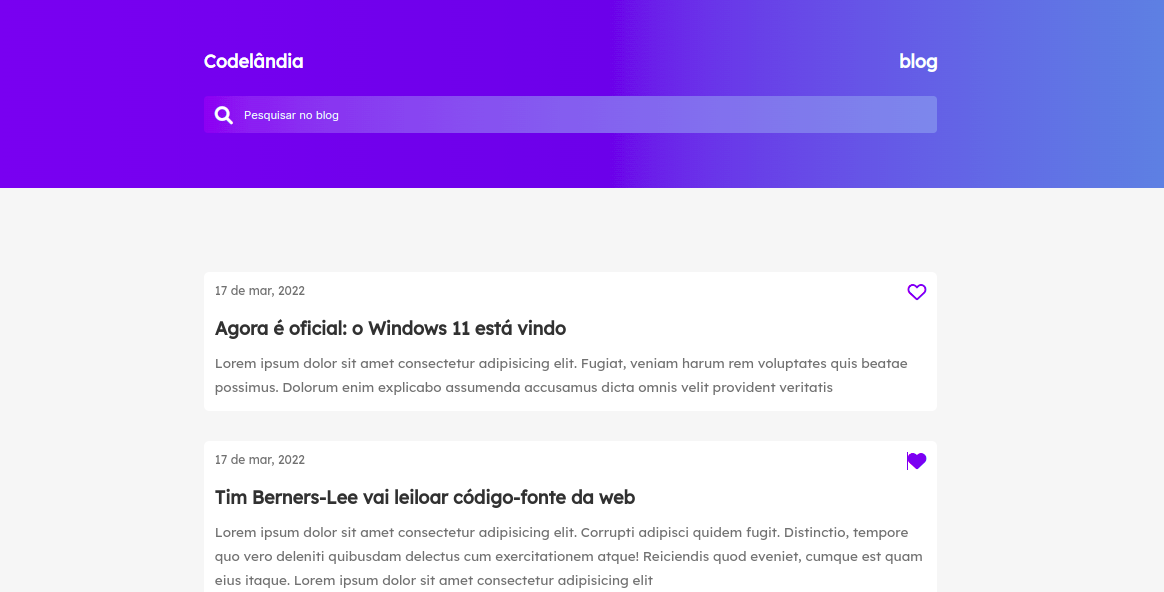 Codelândia
blog
Pesquisar no blog
17 de mar, 2022
Agora é oficial: o Windows 11 está vindo
Lorem ipsum dolor sit amet consectetur adipisicing elit. Fugiat, veniam harum rem voluptates quis beatae
possimus. Dolorum enim explicabo assumenda accusamus dicta omnis velit provident veritatis
17 de mar, 2022
Tim Berners-Lee vai leiloar código-fonte da web
Lorem ipsum dolor sit amet consectetur adipisicing elit. Corrupti adipisci quidem fugit. Distinctio, tempore
quo vero deleniti quibusdam delectus cum exercitationem atque! Reiciendis quod eveniet, cumque est quam
eius itaque. Lorem ipsum dolor sit amet consectetur adipisicing elit